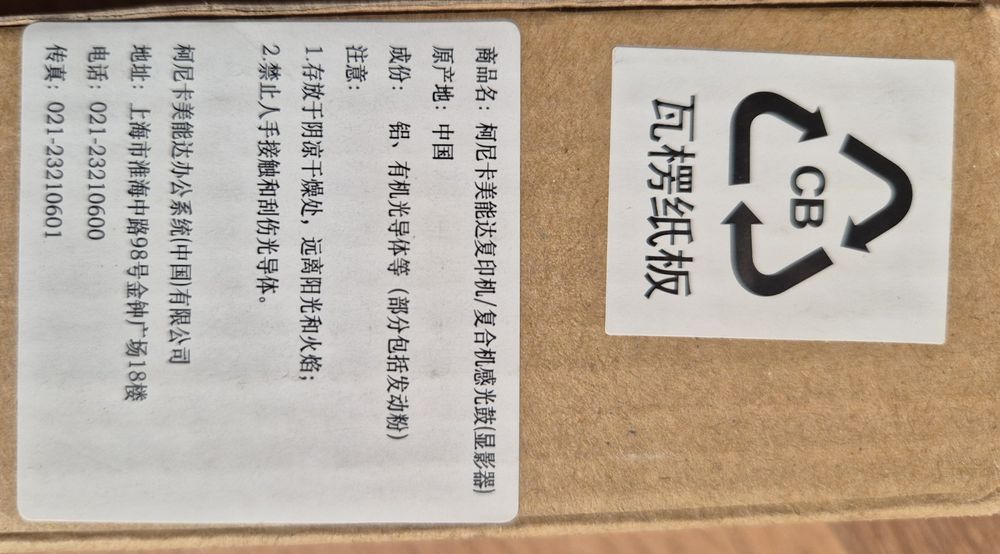 商品名：柯尼卡美能达复印机/复合机感光鼓(显影器)
原产地：中国
成份：铝、有机光导体等（部分包括发动粉）
注意：
1.存放于阴凉干燥处，远离阳光和火焰；
2.禁止人手接触和刮伤光导体。
柯尼卡美能达办公系统(中国)有限公司
地址：上海市淮海中路98号金钟广场18楼
电话：021-23210600
传真：021-23210601
CB
瓦楞纸板